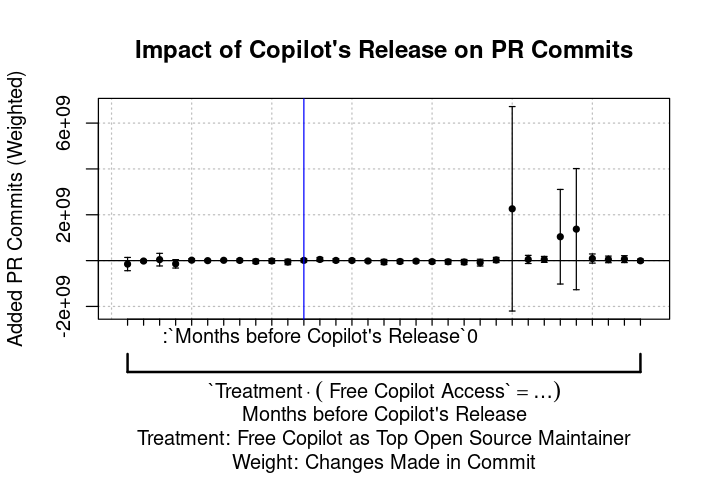 Impact of Copilot's Release on PR Commits
Added PR Commits (Weighted)
6e+09
2e+09
-2e+09
:`Months before Copilot's Release`0
`Treatment · ( Free Copilot Access` = …)
Months before Copilot's Release
Treatment: Free Copilot as Top Open Source Maintainer
Weight: Changes Made in Commit